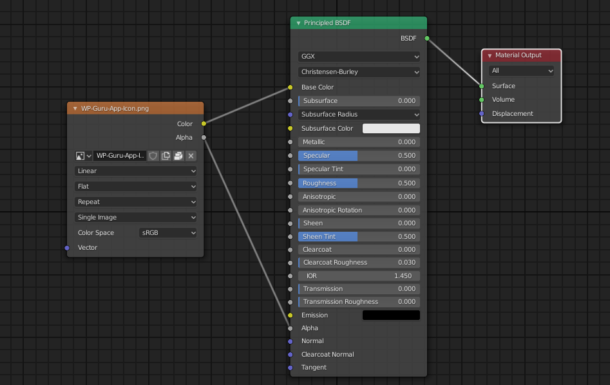 Principled BSDF
BSDF
GGX
Christensen-Burley
Base Color
Subsurface 0.000
Subsurface Radius
Subsurface Color
Metallic 0.000
Specular 0.500
Specular Tint 0.000
Roughness 0.500
Anisotropic 0.000
Anisotropic Rotation 0.000
Sheen 0.000
Sheen Tint 0.500
Clearcoat 0.000
Clearcoat Roughness 0.030
IOR 1.450
Transmission 0.000
Transmission Roughness 0.000
Emission
Alpha
Normal
Clearcoat Normal
Tangent
Material Output
All
Surface
Volume
Displacement
WP-Guru-App-Icon.png
Color
Alpha
WP-Guru-App-I..
Linear
Flat
Repeat
Single Image
Color Space sRGB
Vector